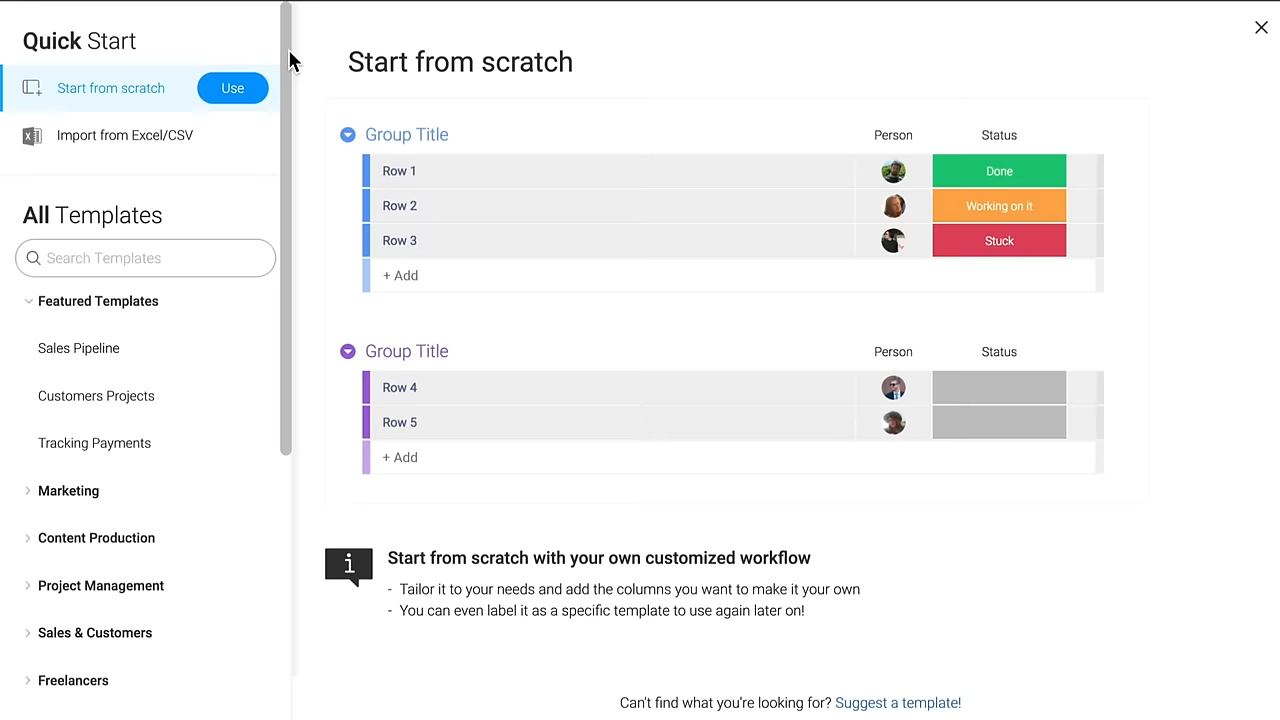 Quick Start
Start from scratch
Use
Import from Excel/CSV
All Templates
Search Templates
Featured Templates
Sales Pipeline
Customers Projects
Tracking Payments
Marketing
Content Production
Project Management
Sales & Customers
Freelancers
Start from scratch
Group Title Person Status
Row 1 Done
Row 2 Working on it
Row 3 Stuck
+ Add
Group Title Person Status
Row 4
Row 5
+ Add
i
Start from scratch with your own customized workflow
- Tailor it to your needs and add the columns you want to make it your own
- You can even label it as a specific template to use again later on!
Can't find what you're looking for? Suggest a template!